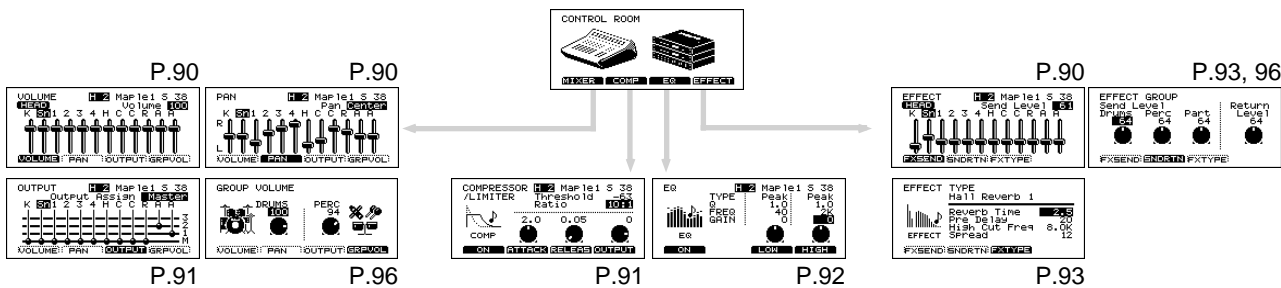 CONTROL ROOM
MIXER COMP EQ EFFECT
P.90
VOLUME H 2 Maple1 S 38
HEAD Volume 100
K Sn 1 2 3 4 H C C R A A
VOLUME PAN OUTPUT GRPVOL
P.90
PAN H 2 Maple1 S 38
Pan Center
K Sn 1 2 3 4 H C C R A A
R
L
VOLUME PAN OUTPUT GRPVOL
OUTPUT H 2 Maple1 S 38
Output Assign Master
K Sn 1 2 3 4 H C C R A A
3
2
1
M
VOLUME PAN OUTPUT GRPVOL
P.91
GROUP VOLUME
DRUMS PERC
100 94
VOLUME PAN OUTPUT GRPVOL
P.96
COMPRESSOR H 2 Maple1 S 38
/LIMITER Threshold -63
Ratio 10:1
2.0 0.05 0
COMP
ON ATTACK RELEAS OUTPUT
P.91
EQ H 2 Maple1 S 38
TYPE Peak Peak
Q 1.0 1.0
FREQ 40 2K
GAIN 0 0
EQ
ON LOW HIGH
P.92
P.90
EFFECT H 2 Maple1 S 38
HEAD Send Level 61
K Sn 1 2 3 4 H C C R A A
FXSEND SNDRTN FXTYPE
P.93, 96
EFFECT GROUP
Send Level Return
Drums Perc Part Level
64 64 64 64
FXSEND SNDRTN FXTYPE
EFFECT TYPE
Hall Reverb 1
Reverb Time 2.5
Pre Delay 20
High Cut Freq 8.0K
EFFECT Spread 12
FXSEND SNDRTN FXTYPE
P.93